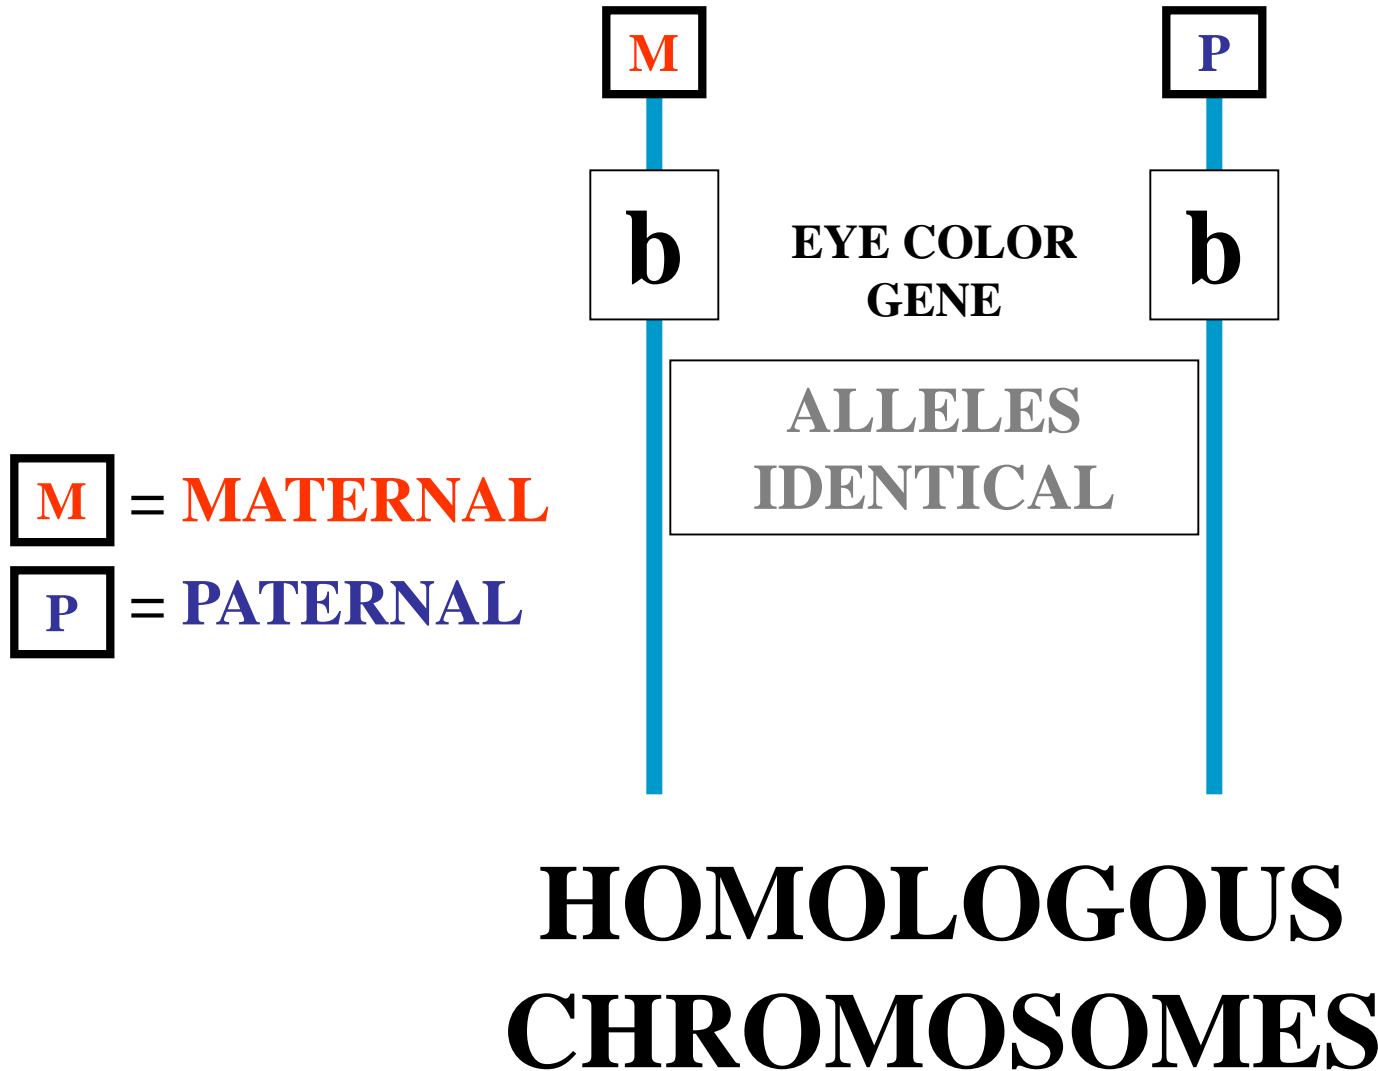 M P
b b
EYE COLOR
GENE
ALLELES
IDENTICAL
M = MATERNAL
P = PATERNAL
HOMOLOGOUS
CHROMOSOMES